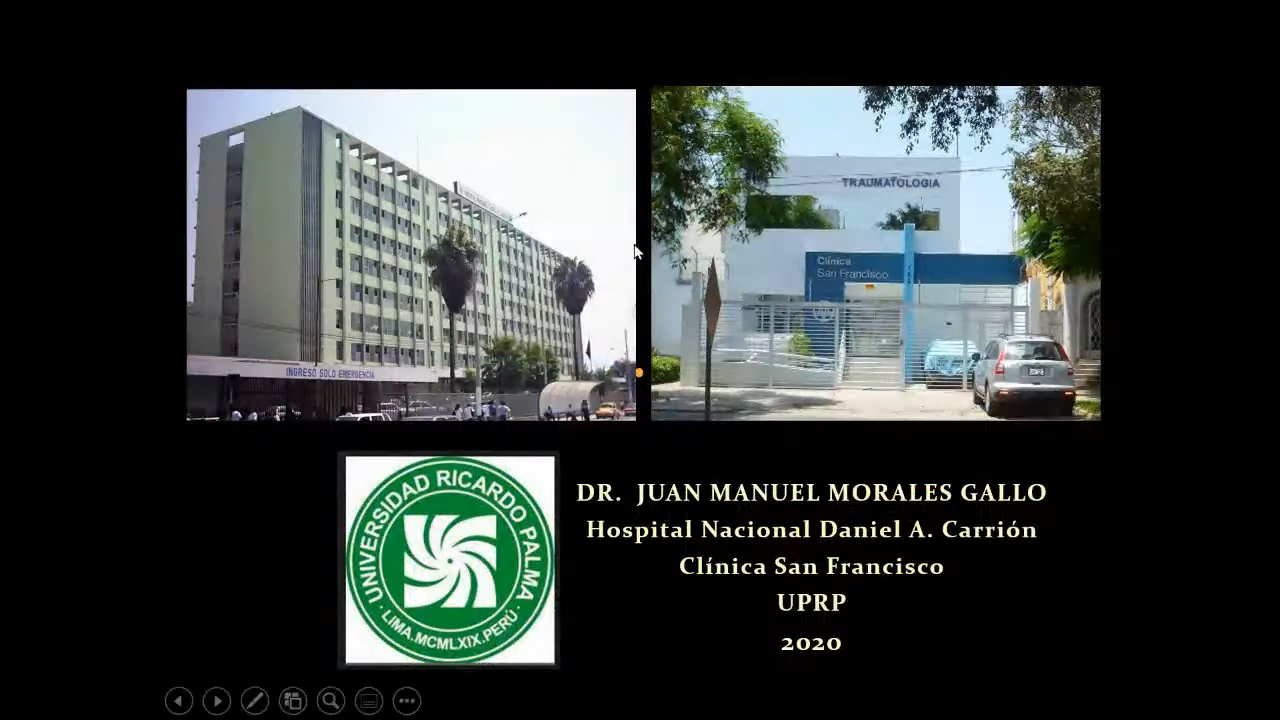 TRAUMATOLOGIA
Clínica
San Francisco
INGRESO SOLO EMERGENCIA
UNIVERSIDAD RICARDO PALMA
· LIMA.MCMLXIX.PERÚ ·
DR. JUAN MANUEL MORALES GALLO
Hospital Nacional Daniel A. Carrión
Clínica San Francisco
UPRP
2020